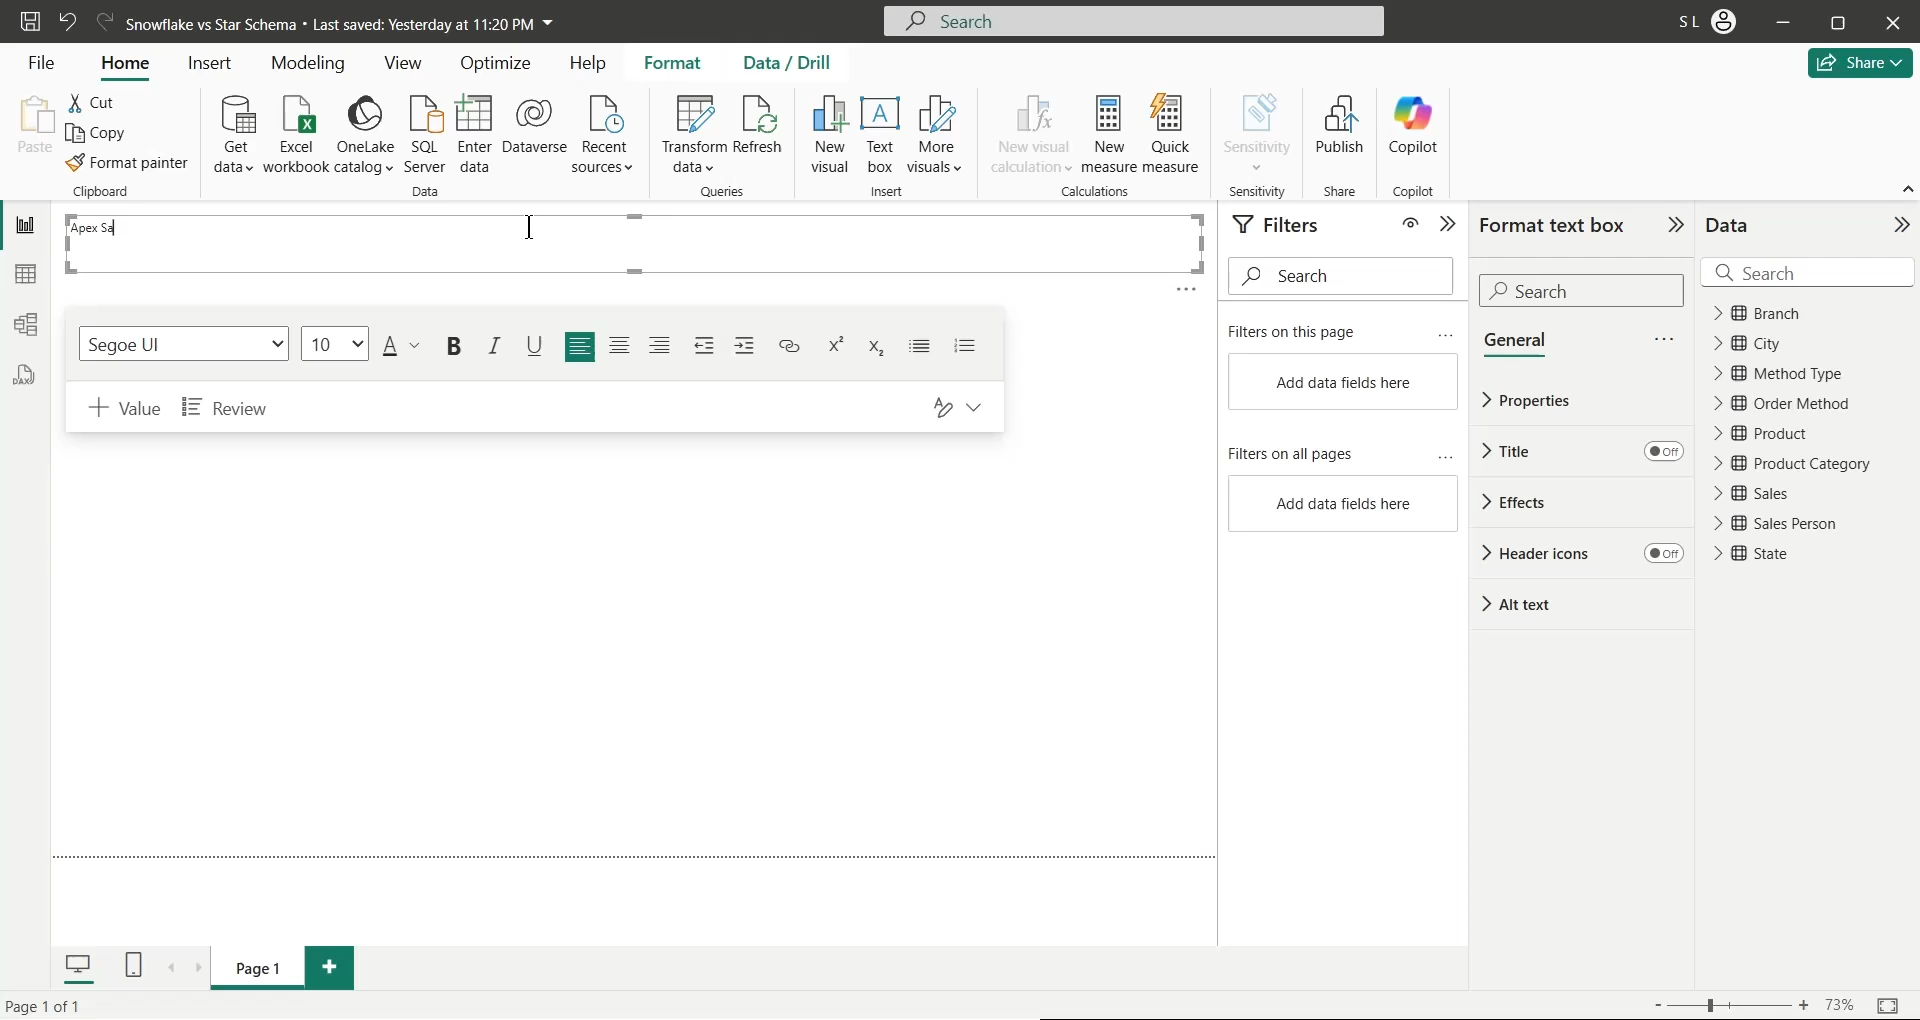 Snowflake vs Star Schema • Last saved: Yesterday at 11:20 PM
Search
S L
File
Home
Insert
Modeling
View
Optimize
Help
Format
Data / Drill
Share
Paste
Cut
Copy
Format painter
Clipboard
Get
data
Excel
workbook
OneLake
catalog
SQL
Server
Enter
data
Dataverse
Recent
sources
Data
Transform
data
Refresh
Queries
New
visual
A
Text
box
More
visuals
Insert
New visual
calculation
New
measure
Quick
measure
Calculations
Sensitivity
Sensitivity
Publish
Share
Copilot
Copilot
Apex Sa
Segoe UI
10
A
B
I
U
Value
Review
DAX
Filters
Search
Filters on this page
Add data fields here
Filters on all pages
Add data fields here
Format text box
Search
General
Properties
Title
Off
Effects
Header icons
Off
Alt text
Data
Search
Branch
City
Method Type
Order Method
Product
Product Category
Sales
Sales Person
State
Page 1
Page 1 of 1
- + 73%